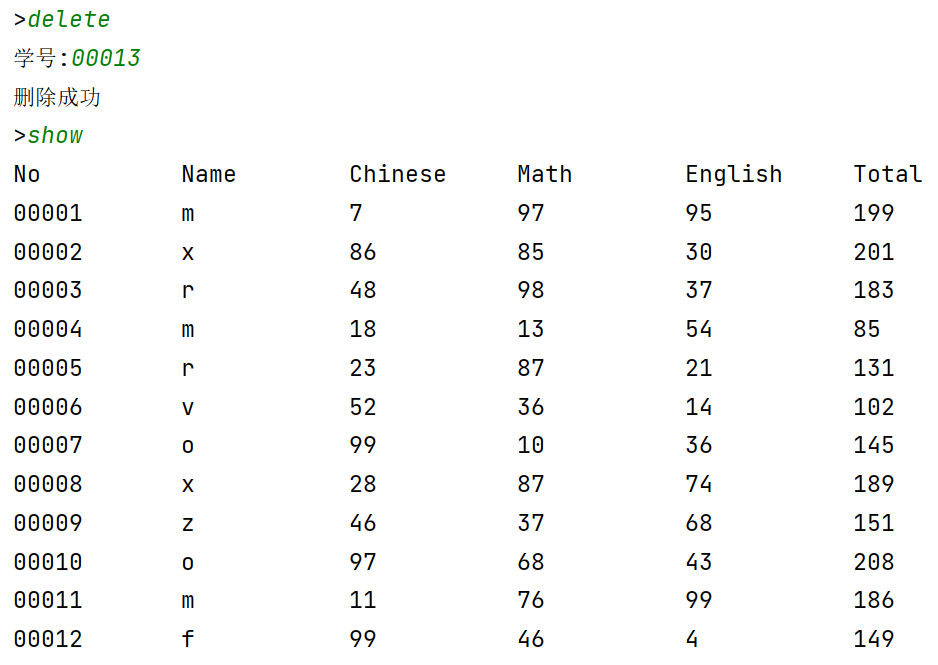 >delete
学号:00013
删除成功
>show
No Name Chinese Math English Total
00001 m 7 97 95 199
00002 x 86 85 30 201
00003 r 48 98 37 183
00004 m 18 13 54 85
00005 r 23 87 21 131
00006 v 52 36 14 102
00007 o 99 10 36 145
00008 x 28 87 74 189
00009 z 46 37 68 151
00010 o 97 68 43 208
00011 m 11 76 99 186
00012 f 99 46 4 149